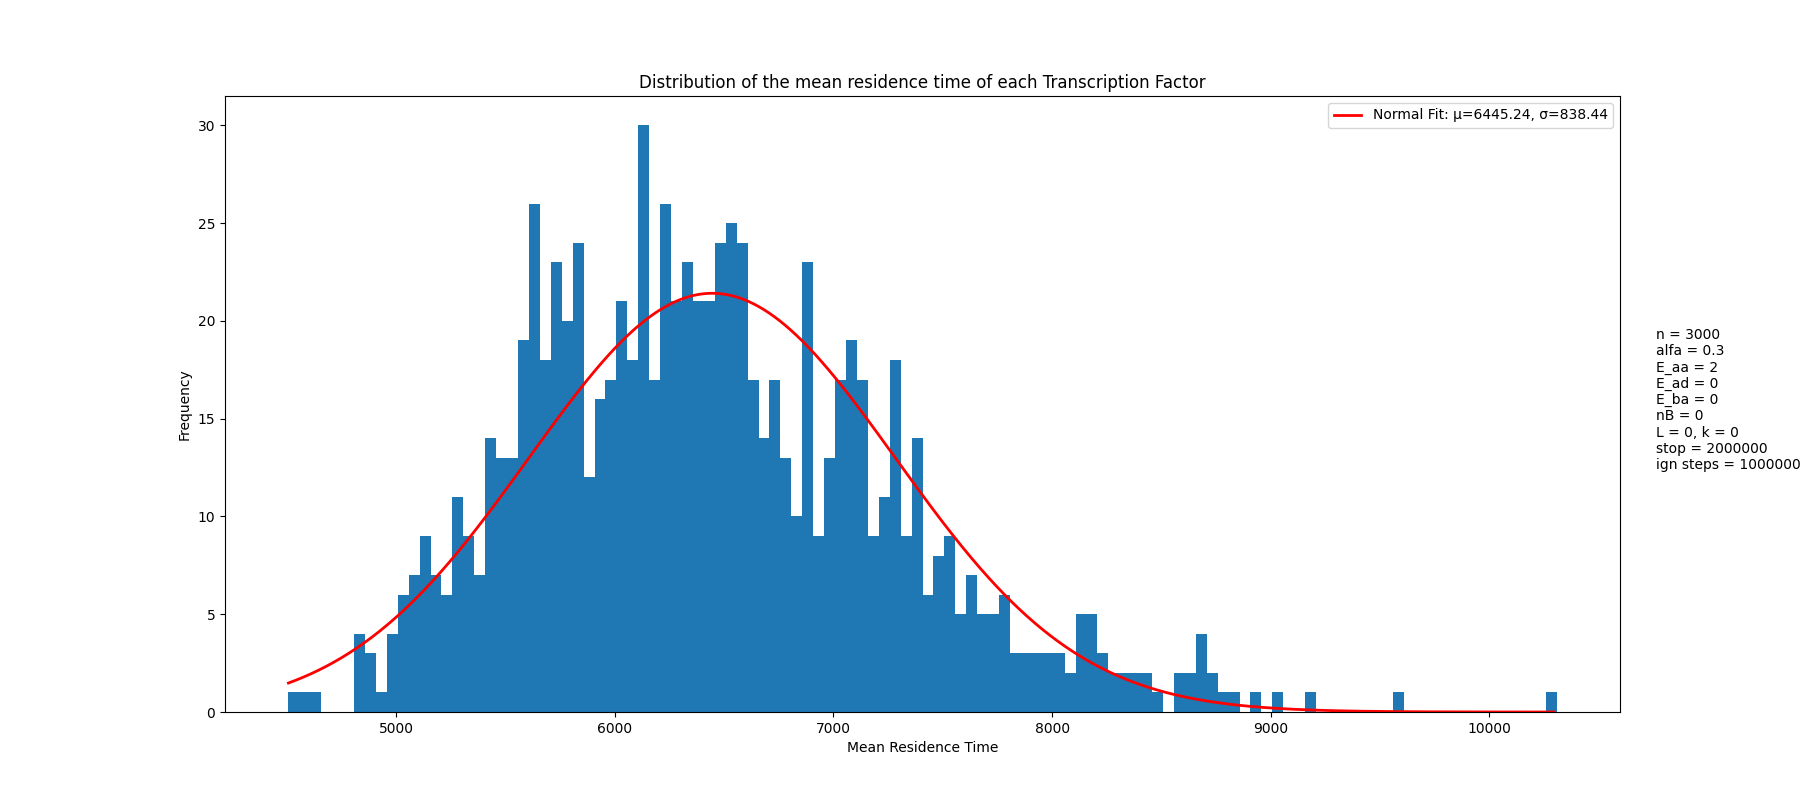 Distribution of the mean residence time of each Transcription Factor
Normal Fit: μ=6445.24, σ=838.44
30
25
20
15
10
5
0
Frequency
5000 6000 7000 8000 9000 10000
Mean Residence Time
n = 3000
alfa = 0.3
E_aa = 2
E_ad = 0
E_ba = 0
nB = 0
L = 0, k = 0
stop = 2000000
ign steps = 1000000